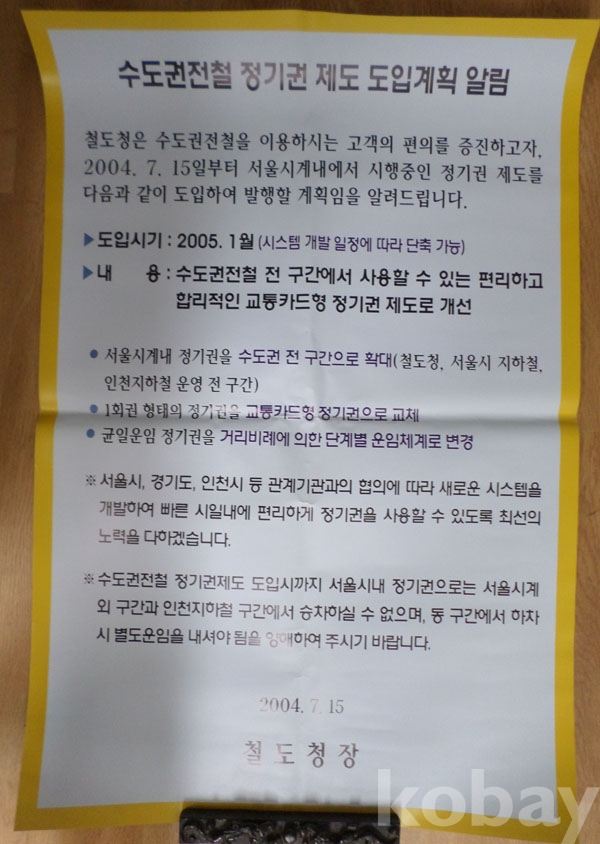 수도권전철 정기권 제도 도입계획 알림
철도청은 수도권전철을 이용하시는 고객의 편의를 증진하고자,
2004. 7. 15일부터 서울시계내에서 시행중인 정기권 제도를
다음과 같이 도입하여 발행할 계획임을 알려드립니다.
▶도입시기 : 2005. 1월 (시스템 개발 일정에 따라 단축 가능)
▶내 용 : 수도권전철 전 구간에서 사용할 수 있는 편리하고
합리적인 교통카드형 정기권 제도로 개선
• 서울시계내 정기권을 수도권 전 구간으로 확대(철도청, 서울시 지하철,
인천지하철 운영 전 구간)
• 1회권 형태의 정기권을 교통카드형 정기권으로 교체
• 균일운임 정기권을 거리비례에 의한 단계별 운임체계로 변경
※ 서울시, 경기도, 인천시 등 관계기관과의 협의에 따라 새로운 시스템을
개발하여 빠른 시일내에 편리하게 정기권을 사용할 수 있도록 최선의
노력을 다하겠습니다.
※ 수도권전철 정기권제도 도입시까지 서울시내 정기권으로는 서울시계
외 구간과 인천지하철 구간에서 승차하실 수 없으며, 동 구간에서 하차
시 별도운임을 내셔야 됨을 양해하여 주시기 바랍니다.
2004. 7. 15
철도청장
kobay